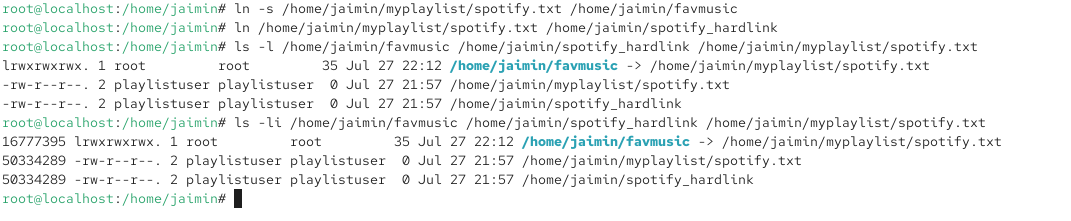 root@localhost:/home/jaimin# ln -s /home/jaimin/myplaylist/spotify.txt /home/jaimin/favmusic
root@localhost:/home/jaimin# ln /home/jaimin/myplaylist/spotify.txt /home/jaimin/spotify_hardlink
root@localhost:/home/jaimin# ls -l /home/jaimin/favmusic /home/jaimin/spotify_hardlink /home/jaimin/myplaylist/spotify.txt
lrwxrwxrwx. 1 root         root         35 Jul 27 22:12 /home/jaimin/favmusic -> /home/jaimin/myplaylist/spotify.txt
-rw-r--r--. 2 playlistuser playlistuser  0 Jul 27 21:57 /home/jaimin/myplaylist/spotify.txt
-rw-r--r--. 2 playlistuser playlistuser  0 Jul 27 21:57 /home/jaimin/spotify_hardlink
root@localhost:/home/jaimin# ls -li /home/jaimin/favmusic /home/jaimin/spotify_hardlink /home/jaimin/myplaylist/spotify.txt
16777395 lrwxrwxrwx. 1 root         root         35 Jul 27 22:12 /home/jaimin/favmusic -> /home/jaimin/myplaylist/spotify.txt
50334289 -rw-r--r--. 2 playlistuser playlistuser  0 Jul 27 21:57 /home/jaimin/myplaylist/spotify.txt
50334289 -rw-r--r--. 2 playlistuser playlistuser  0 Jul 27 21:57 /home/jaimin/spotify_hardlink
root@localhost:/home/jaimin#